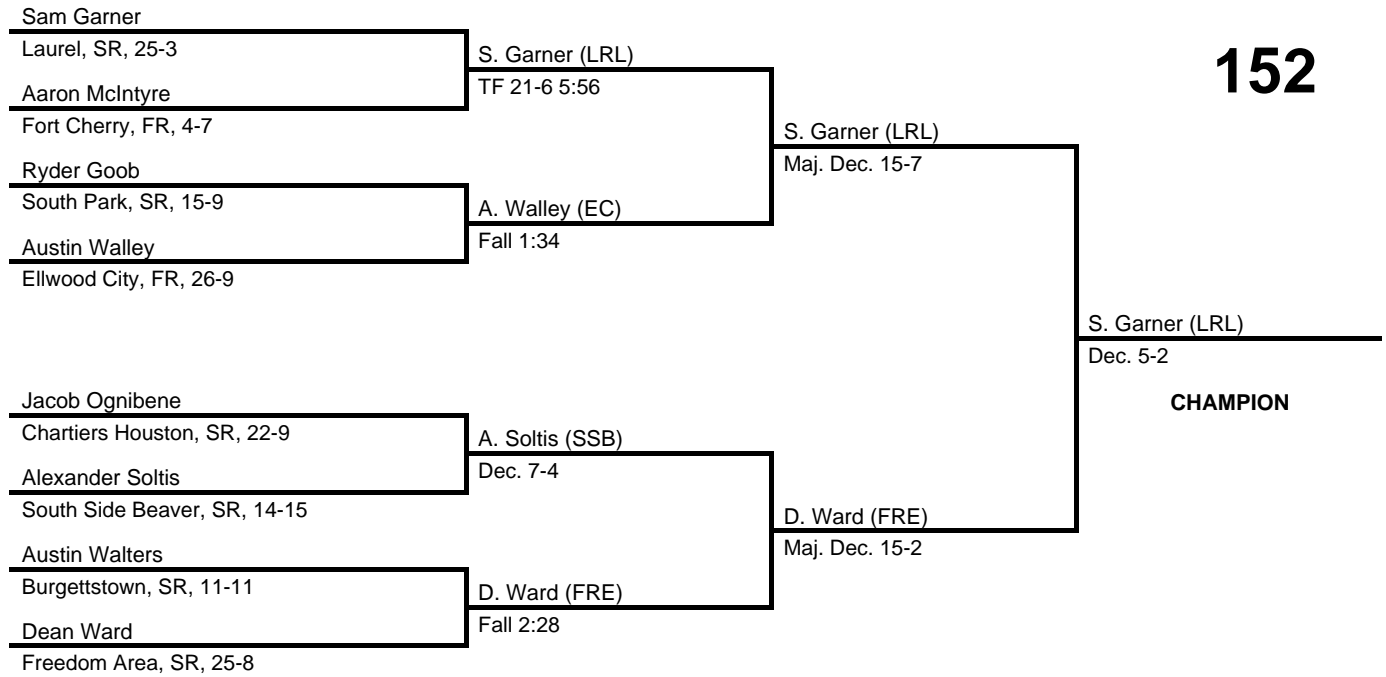 Sam Garner
Laurel, SR, 25-3
Aaron McIntyre
Fort Cherry, FR, 4-7
Ryder Goob
South Park, SR, 15-9
Austin Walley
Ellwood City, FR, 26-9
Jacob Ognibene
Chartiers Houston, SR, 22-9
Alexander Soltis
South Side Beaver, SR, 14-15
Austin Walters
Burgettstown, SR, 11-11
Dean Ward
Freedom Area, SR, 25-8
S. Garner (LRL)
TF 21-6 5:56
A. Walley (EC)
Fall 1:34
A. Soltis (SSB)
Dec. 7-4
D. Ward (FRE)
Fall 2:28
S. Garner (LRL)
Maj. Dec. 15-7
D. Ward (FRE)
Maj. Dec. 15-2
152
S. Garner (LRL)
Dec. 5-2
CHAMPION